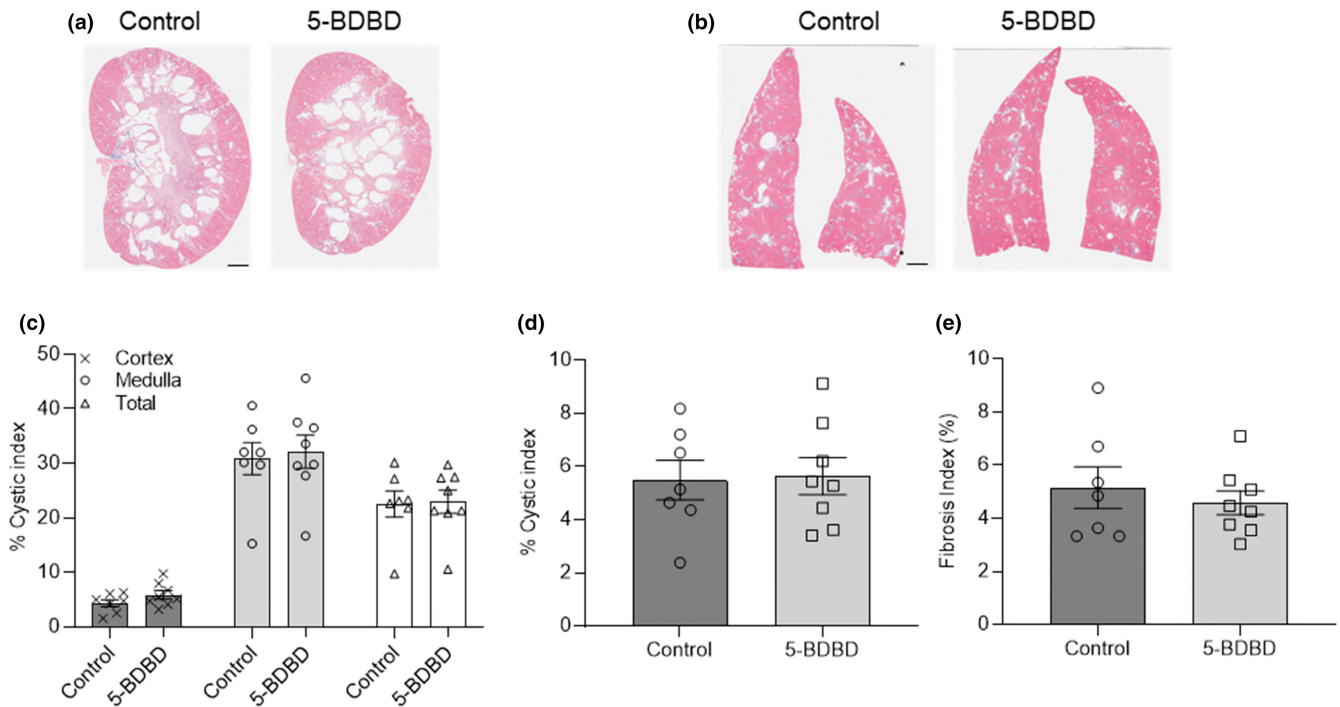 (a)
Control
5-BDBD
(b)
Control
5-BDBD
(c)
% Cystic index
50
40
30
20
10
0
Cortex
Medulla
Total
Control
5-BDBD
Control
5-BDBD
Control
5-BDBD
(d)
% Cystic index
10
8
6
4
2
0
Control
5-BDBD
(e)
Fibrosis Index (%)
10
8
6
4
2
0
Control
5-BDBD